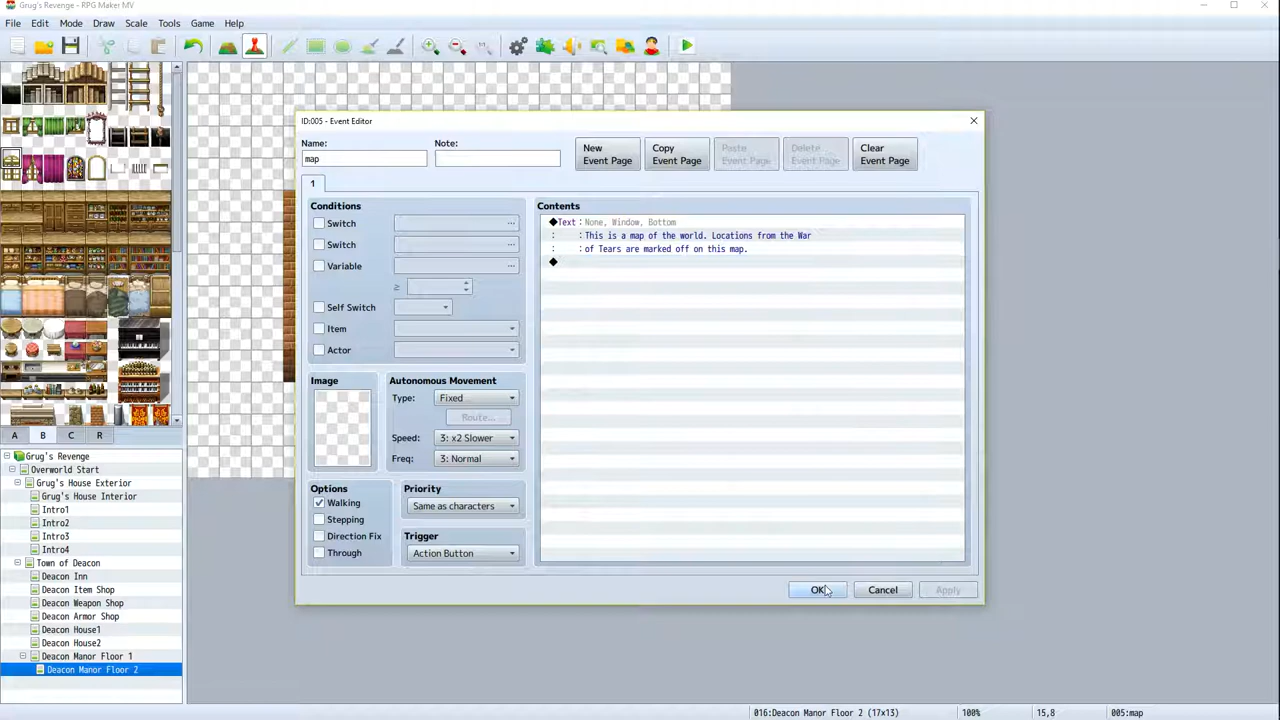 Grug's Revenge - RPG Maker MV
File Edit Mode Draw Scale Tools Game Help
ID:005 - Event Editor
Name:
map
Note:
New
Event Page
Copy
Event Page
Paste
Event Page
Delete
Event Page
Clear
Event Page
1
Conditions
Switch
Switch
Variable
≥
Self Switch
Item
Actor
Image
Autonomous Movement
Type: Fixed
Route...
Speed: 3: x2 Slower
Freq: 3: Normal
Options
Walking
Stepping
Direction Fix
Through
Priority
Same as characters
Trigger
Action Button
Contents
◆Text：None, Window, Bottom
：　　：This is a map of the world. Locations from the War
：　　：of Tears are marked off on this map.
◆
OK Cancel Apply
A B C R
Grug's Revenge
Overworld Start
Grug's House Exterior
Grug's House Interior
Intro1
Intro2
Intro3
Intro4
Town of Deacon
Deacon Inn
Deacon Item Shop
Deacon Weapon Shop
Deacon Armor Shop
Deacon House1
Deacon House2
Deacon Manor Floor 1
Deacon Manor Floor 2
016:Deacon Manor Floor 2 (17x13) 100% 15,8 005:map